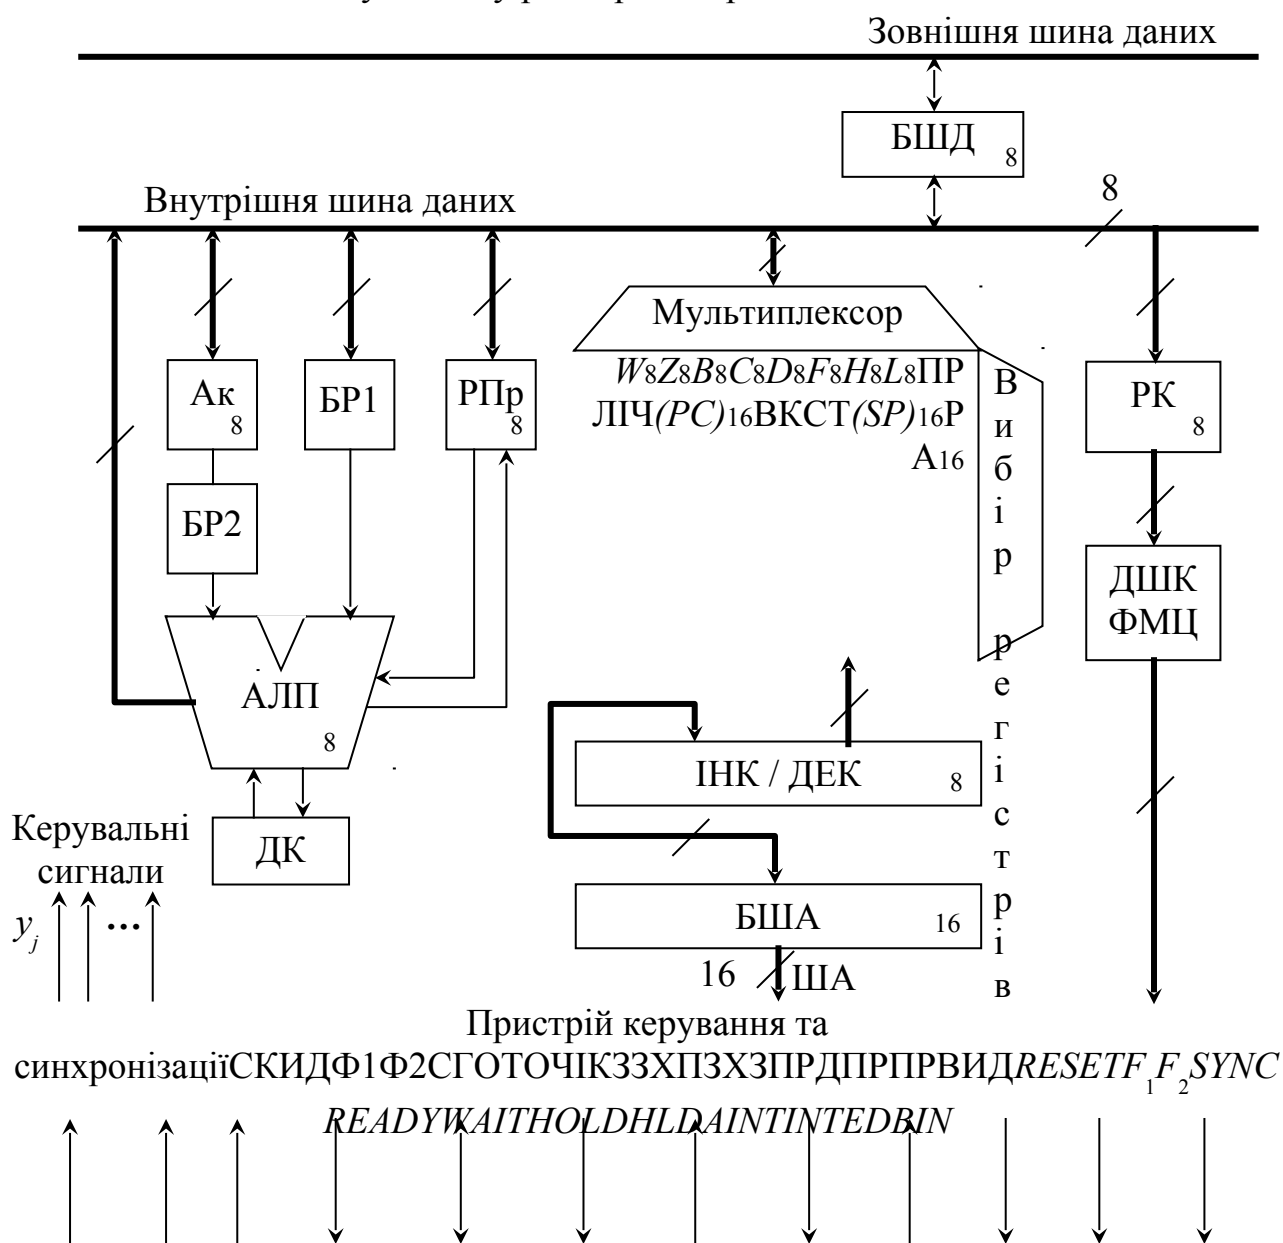 Зовнішня шина даних
БШД 8
Внутрішня шина даних
8
Мультиплексор
W8Z8B8C8D8F8H8L8ПР
ЛІЧ(PC)16ВКСТ(SP)16Р
А16
Вибір регістрів
Ак 8
БР1
РПр 8
РК 8
БР2
ДШК
ФМЦ
АЛП 8
ІНК / ДЕК 8
ДК
Керувальні
сигнали
yj ...
БША 16
16 ША
Пристрій керування та
синхронізаціїСКИДФ1Ф2СГОТОЧІКЗЗХПЗХЗПРДПРПРВИДRESETF1F2SYNC
READYWAITHOLDHLDAINTINTEDBIN